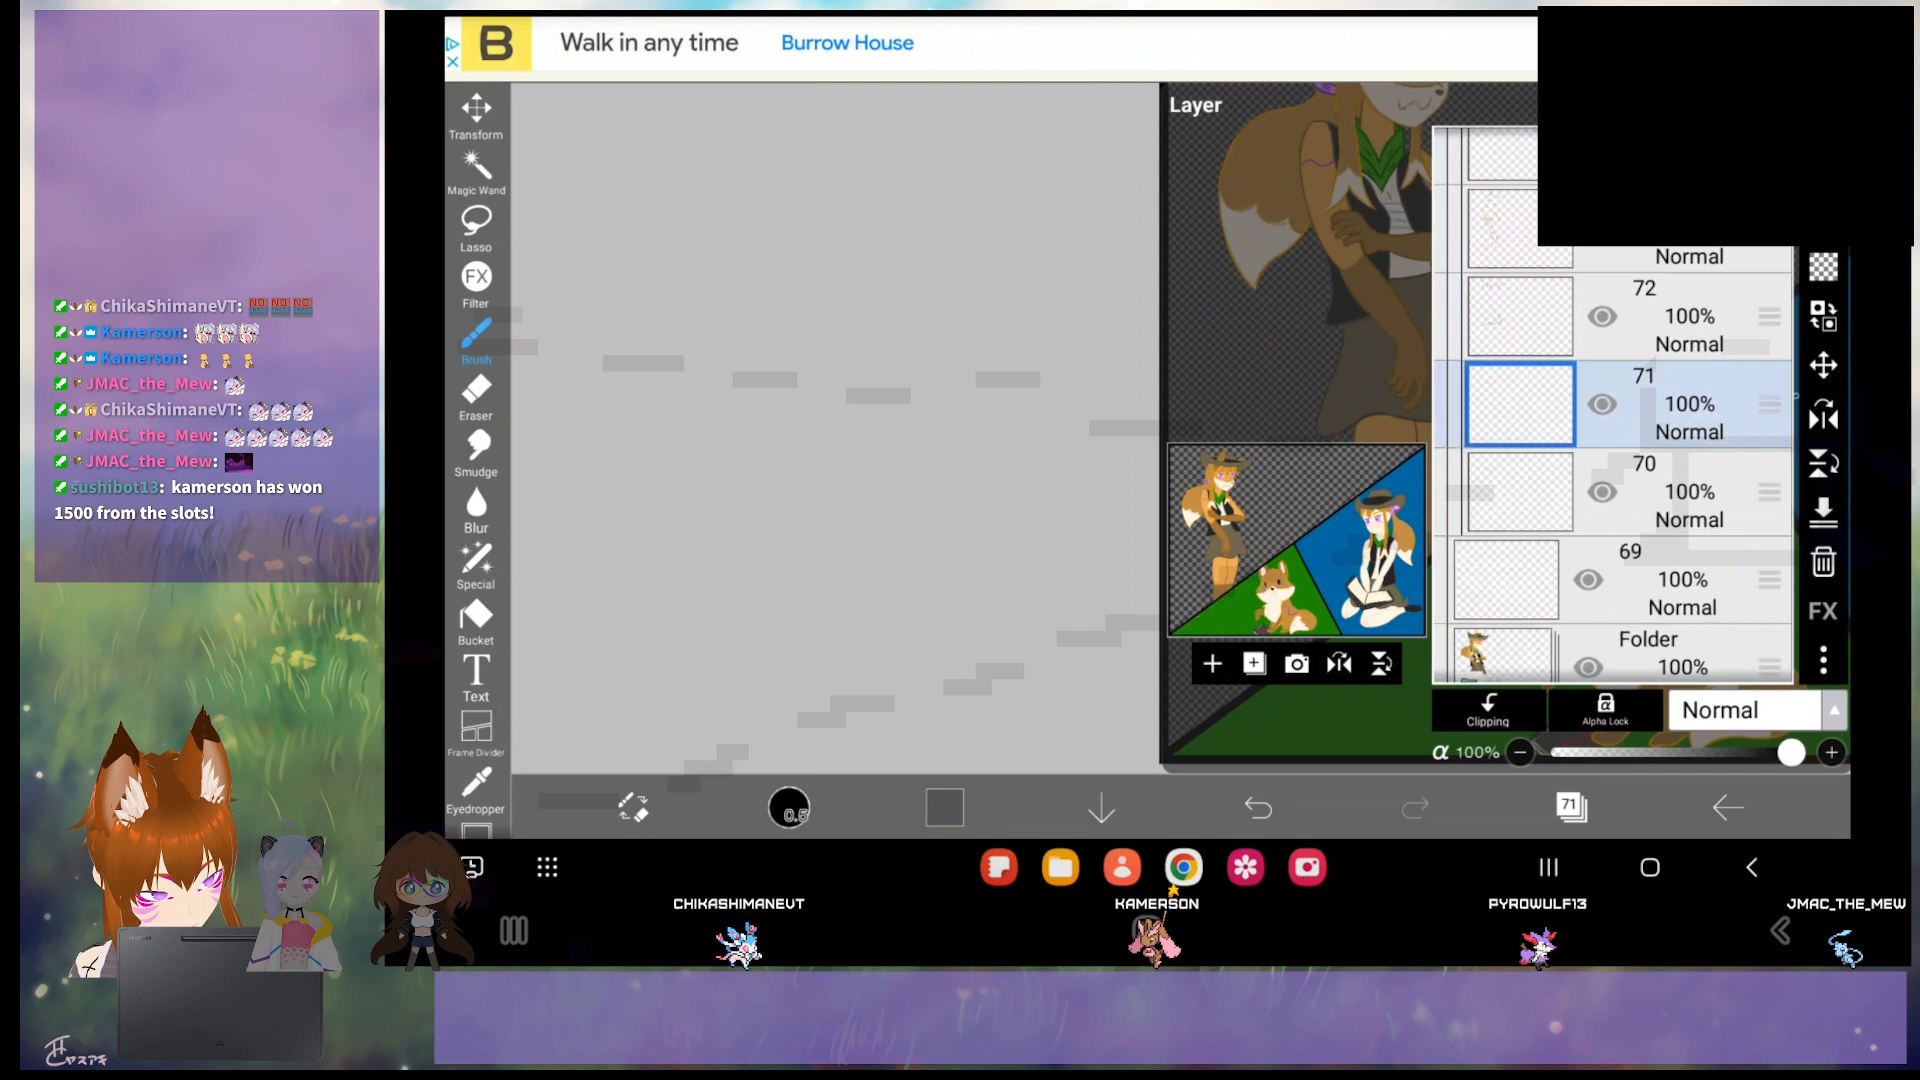 B
Walk in any time
Burrow House
Transform
Magic Wand
Lasso
FX
Filter
Brush
Eraser
Smudge
Blur
Special
Bucket
T
Text
Frame Divider
Eyedropper
0.5
Layer
Normal
72
100%
Normal
71
100%
Normal
70
100%
Normal
69
100%
Normal
Folder
100%
FX
Clipping
Alpha Lock
Normal
α 100%
71
ChikaShimaneVT:
Kamerson:
Kamerson:
JMAC_the_Mew:
ChikaShimaneVT:
JMAC_the_Mew:
JMAC_the_Mew:
sushibot13: kamerson has won
1500 from the slots!
CHIKASHIMANEVT
KAMERSON
PYROWULF13
JMAC_THE_MEW